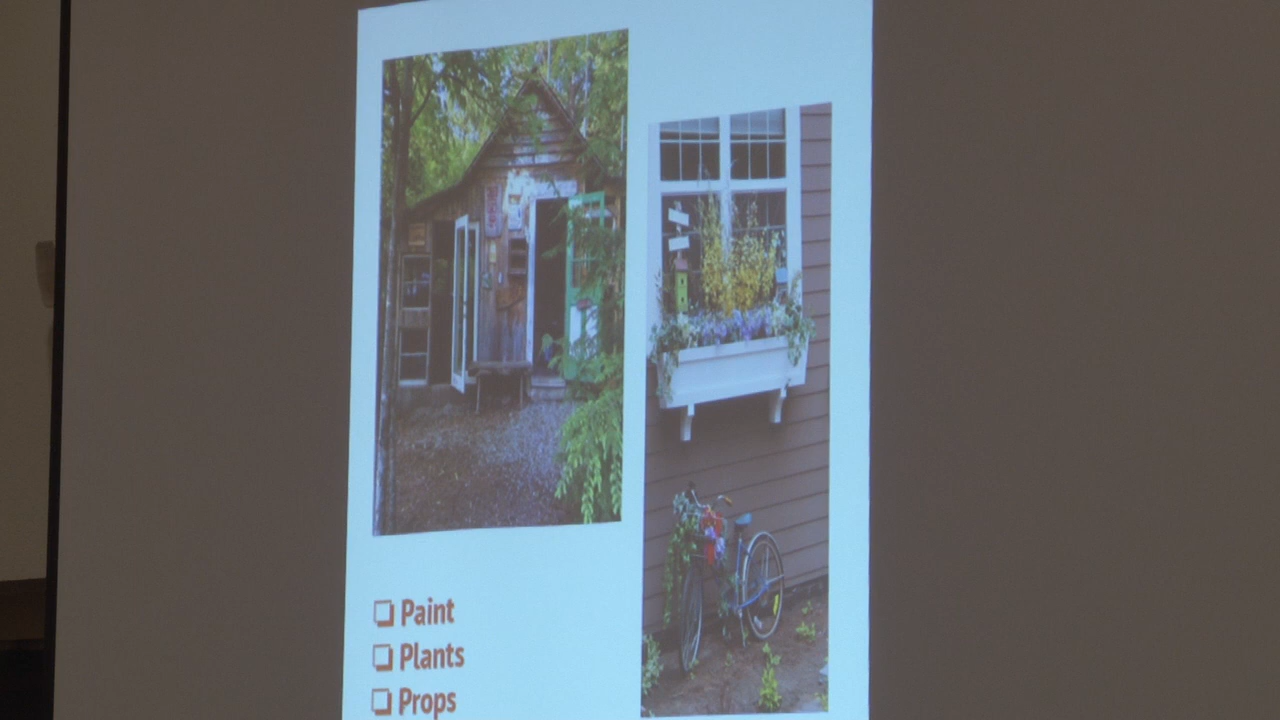 ❑ Paint
❑ Plants
❑ Props